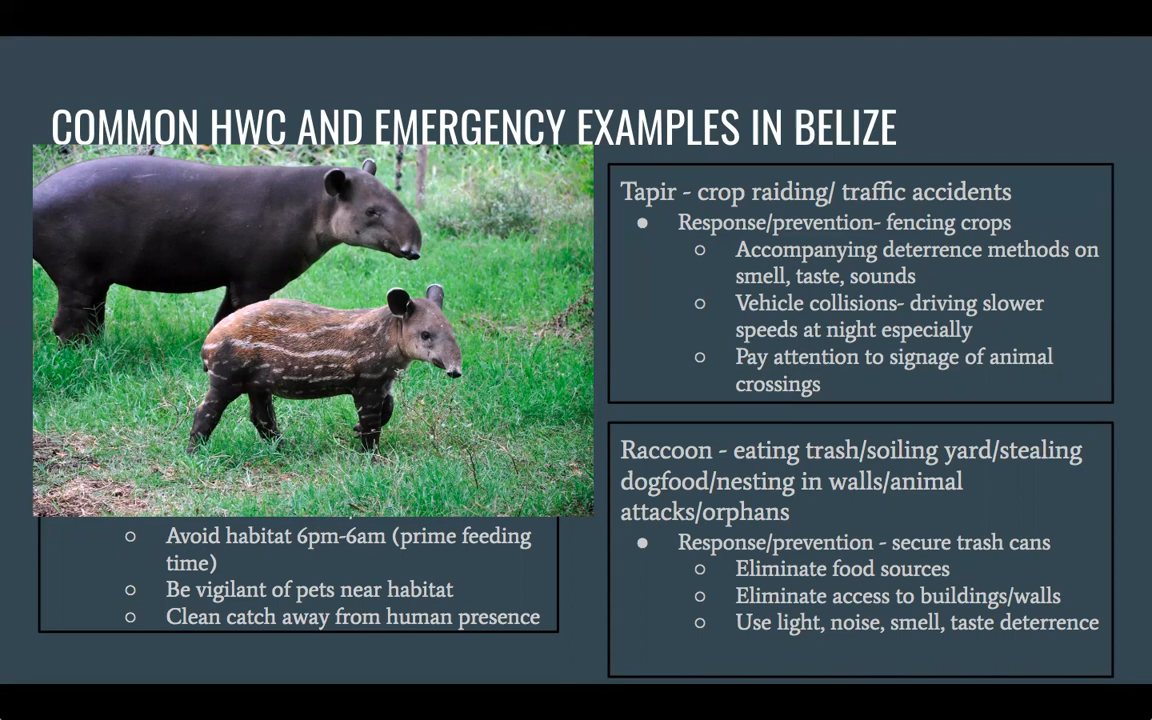 COMMON HWC AND EMERGENCY EXAMPLES IN BELIZE
Tapir - crop raiding/ traffic accidents
● Response/prevention- fencing crops
○ Accompanying deterrence methods on
smell, taste, sounds
○ Vehicle collisions- driving slower
speeds at night especially
○ Pay attention to signage of animal
crossings
Raccoon - eating trash/soiling yard/stealing
dogfood/nesting in walls/animal
attacks/orphans
● Response/prevention - secure trash cans
○ Eliminate food sources
○ Eliminate access to buildings/walls
○ Use light, noise, smell, taste deterrence
○ Avoid habitat 6pm-6am (prime feeding
time)
○ Be vigilant of pets near habitat
○ Clean catch away from human presence